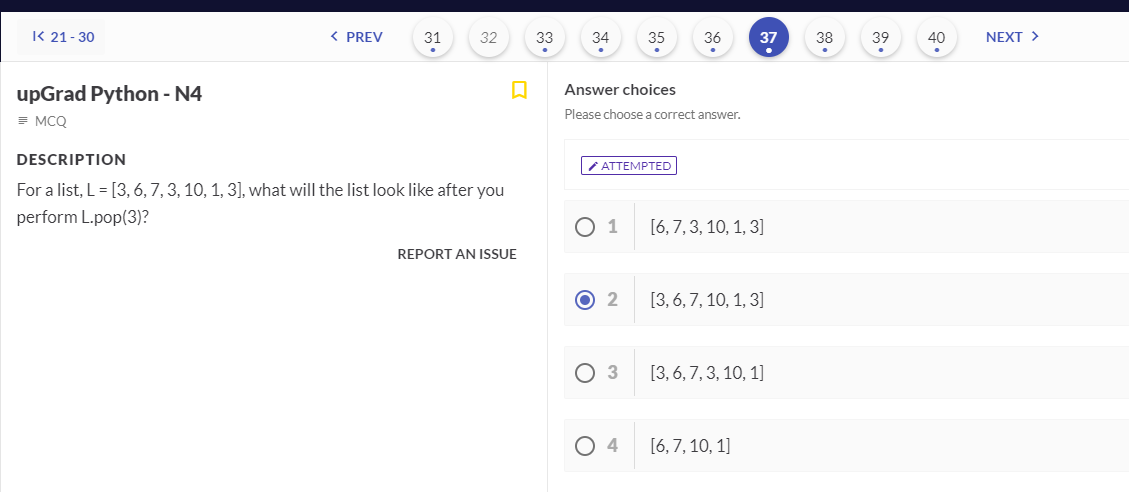 21 - 30
PREV
31
32
33
34
35
36
37
38
39
40
NEXT
upGrad Python - N4
MCQ
DESCRIPTION
For a list, L = [3, 6, 7, 3, 10, 1, 3], what will the list look like after you
perform L.pop(3)?
REPORT AN ISSUE
Answer choices
Please choose a correct answer.
ATTEMPTED
1 [6, 7, 3, 10, 1, 3]
2 [3, 6, 7, 10, 1, 3]
3 [3, 6, 7, 3, 10, 1]
4 [6, 7, 10, 1]